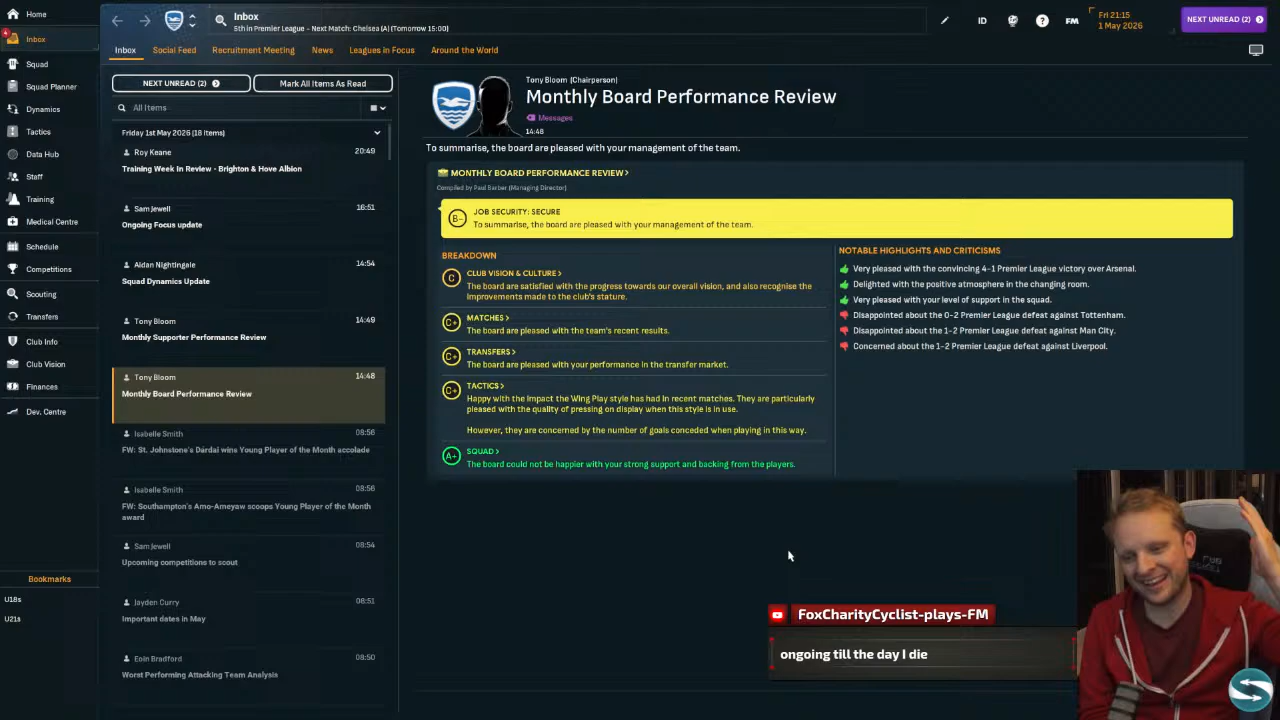 Home
Inbox
4
Squad
Squad Planner
Dynamics
Tactics
Data Hub
Staff
Training
Medical Centre
Schedule
Competitions
Scouting
Transfers
Club Info
Club Vision
Finances
Dev. Centre
Bookmarks
U18s
U21s
Inbox
5th in Premier League - Next Match: Chelsea (A) (Tomorrow 15:00)
ID
FM
Fri 21:15
1 May 2026
NEXT UNREAD (2)
Inbox Social Feed Recruitment Meeting News Leagues in Focus Around the World
NEXT UNREAD (2)
Mark All Items As Read
All Items
Friday 1st May 2026 (18 items)
Roy Keane 20:49
Training Week In Review - Brighton & Hove Albion
Sam Jewell 16:51
Ongoing Focus update
Aidan Nightingale 14:54
Squad Dynamics Update
Tony Bloom 14:49
Monthly Supporter Performance Review
Tony Bloom 14:48
Monthly Board Performance Review
Isabelle Smith 08:56
FW: St. Johnstone's Dárdai wins Young Player of the Month accolade
Isabelle Smith 08:56
FW: Southampton's Amo-Ameyaw scoops Young Player of the Month
award
Sam Jewell 08:54
Upcoming competitions to scout
Jayden Curry 08:51
Important dates in May
Eoin Bradford 08:50
Worst Performing Attacking Team Analysis
Tony Bloom (Chairperson)
Monthly Board Performance Review
Messages
14:48
To summarise, the board are pleased with your management of the team.
MONTHLY BOARD PERFORMANCE REVIEW
Compiled by Paul Barber (Managing Director)
B-
JOB SECURITY: SECURE
To summarise, the board are pleased with your management of the team.
BREAKDOWN
C
CLUB VISION & CULTURE
The board are satisfied with the progress towards our overall vision, and also recognise the
improvements made to the club's stature.
C+
MATCHES
The board are pleased with the team's recent results.
C+
TRANSFERS
The board are pleased with your performance in the transfer market.
C+
TACTICS
Happy with the impact the Wing Play style has had in recent matches. They are particularly
pleased with the quality of pressing on display when this style is in use.
However, they are concerned by the number of goals conceded when playing in this way.
A+
SQUAD
The board could not be happier with your strong support and backing from the players.
NOTABLE HIGHLIGHTS AND CRITICISMS
Very pleased with the convincing 4-1 Premier League victory over Arsenal.
Delighted with the positive atmosphere in the changing room.
Very pleased with your level of support in the squad.
Disappointed about the 0-2 Premier League defeat against Tottenham.
Disappointed about the 1-2 Premier League defeat against Man City.
Concerned about the 1-2 Premier League defeat against Liverpool.
FoxCharityCyclist-plays-FM
ongoing till the day I die